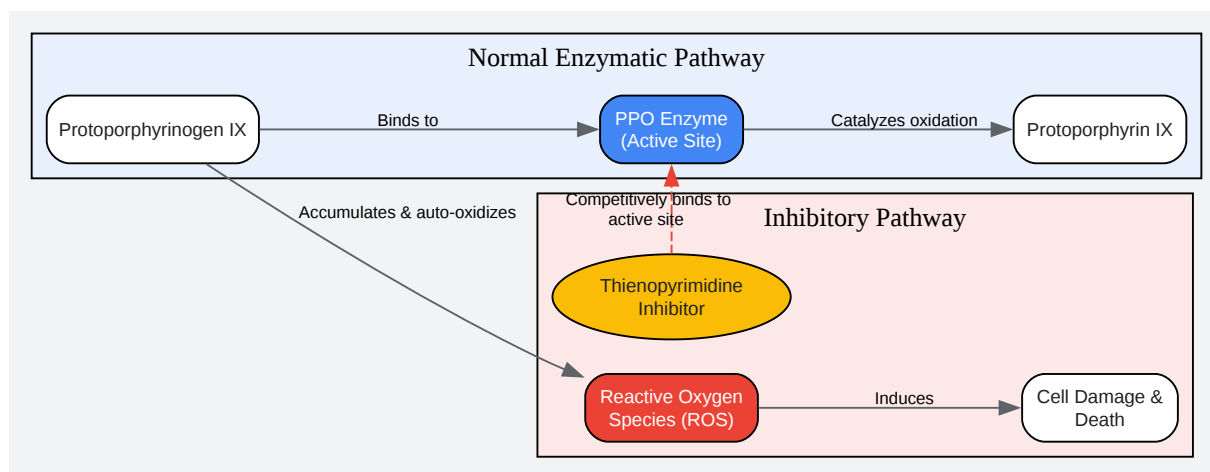 Normal Enzymatic Pathway
Protoporphyrinogen IX
Binds to
PPO Enzyme
(Active Site)
Catalyzes oxidation
Protoporphyrin IX
Accumulates & auto-oxidizes
Competitively binds to
active site
Inhibitory Pathway
Thienopyrimidine
Inhibitor
Reactive Oxygen
Species (ROS)
Induces
Cell Damage &
Death